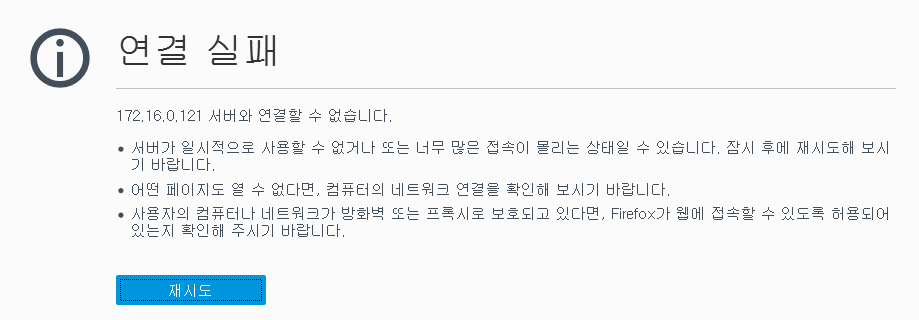 연결 실패
172.16.0.121 서버와 연결할 수 없습니다.
• 서버가 일시적으로 사용할 수 없거나 또는 너무 많은 접속이 몰리는 상태일 수 있습니다. 잠시 후에 재시도해 보시
기 바랍니다.
• 어떤 페이지도 열 수 없다면, 컴퓨터의 네트워크 연결을 확인해 보시기 바랍니다.
• 사용자의 컴퓨터나 네트워크가 방화벽 또는 프록시로 보호되고 있다면, Firefox가 웹에 접속할 수 있도록 허용되어
있는지 확인해 주시기 바랍니다.
재시도